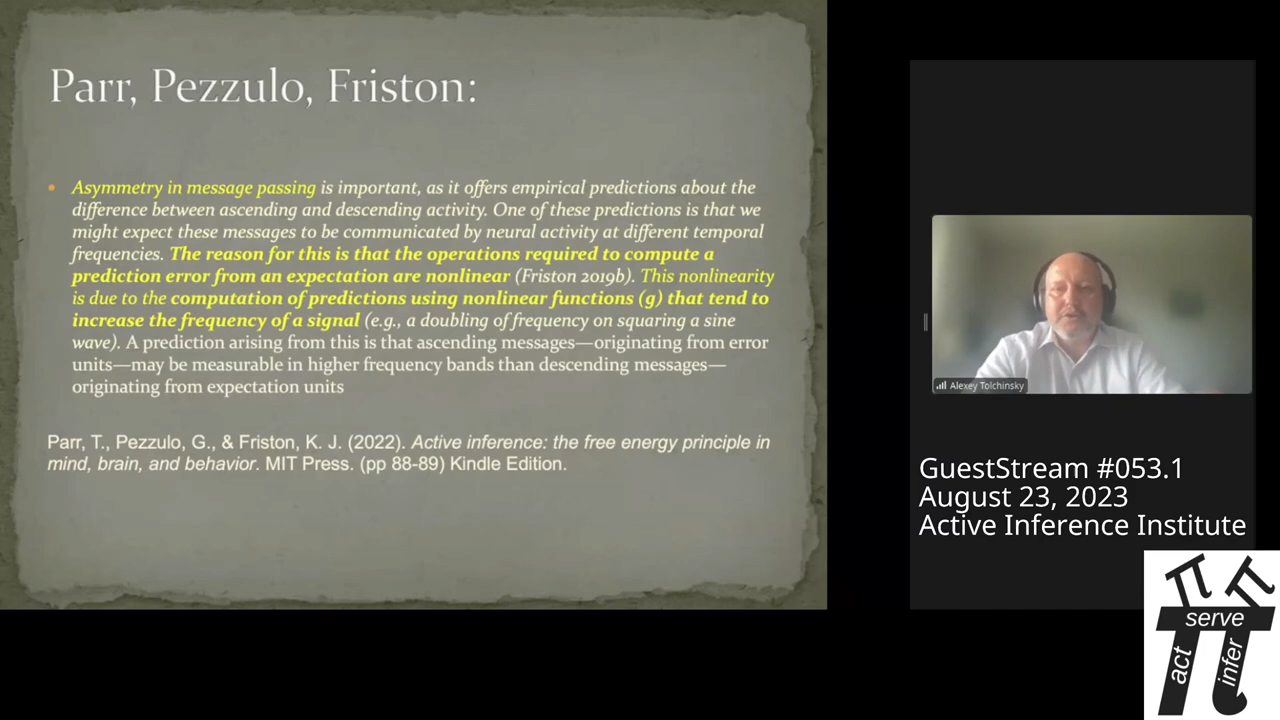 Parr, Pezzulo, Friston:
• Asymmetry in message passing is important, as it offers empirical predictions about the
difference between ascending and descending activity. One of these predictions is that we
might expect these messages to be communicated by neural activity at different temporal
frequencies. The reason for this is that the operations required to compute a
prediction error from an expectation are nonlinear (Friston 2019b). This nonlinearity
is due to the computation of predictions using nonlinear functions (g) that tend to
increase the frequency of a signal (e.g., a doubling of frequency on squaring a sine
wave). A prediction arising from this is that ascending messages—originating from error
units—may be measurable in higher frequency bands than descending messages—
originating from expectation units
Parr, T., Pezzulo, G., & Friston, K. J. (2022). Active inference: the free energy principle in
mind, brain, and behavior. MIT Press. (pp 88-89) Kindle Edition.
Alexey Tolchinsky
GuestStream #053.1
August 23, 2023
Active Inference Institute
π π
serve
act
infer